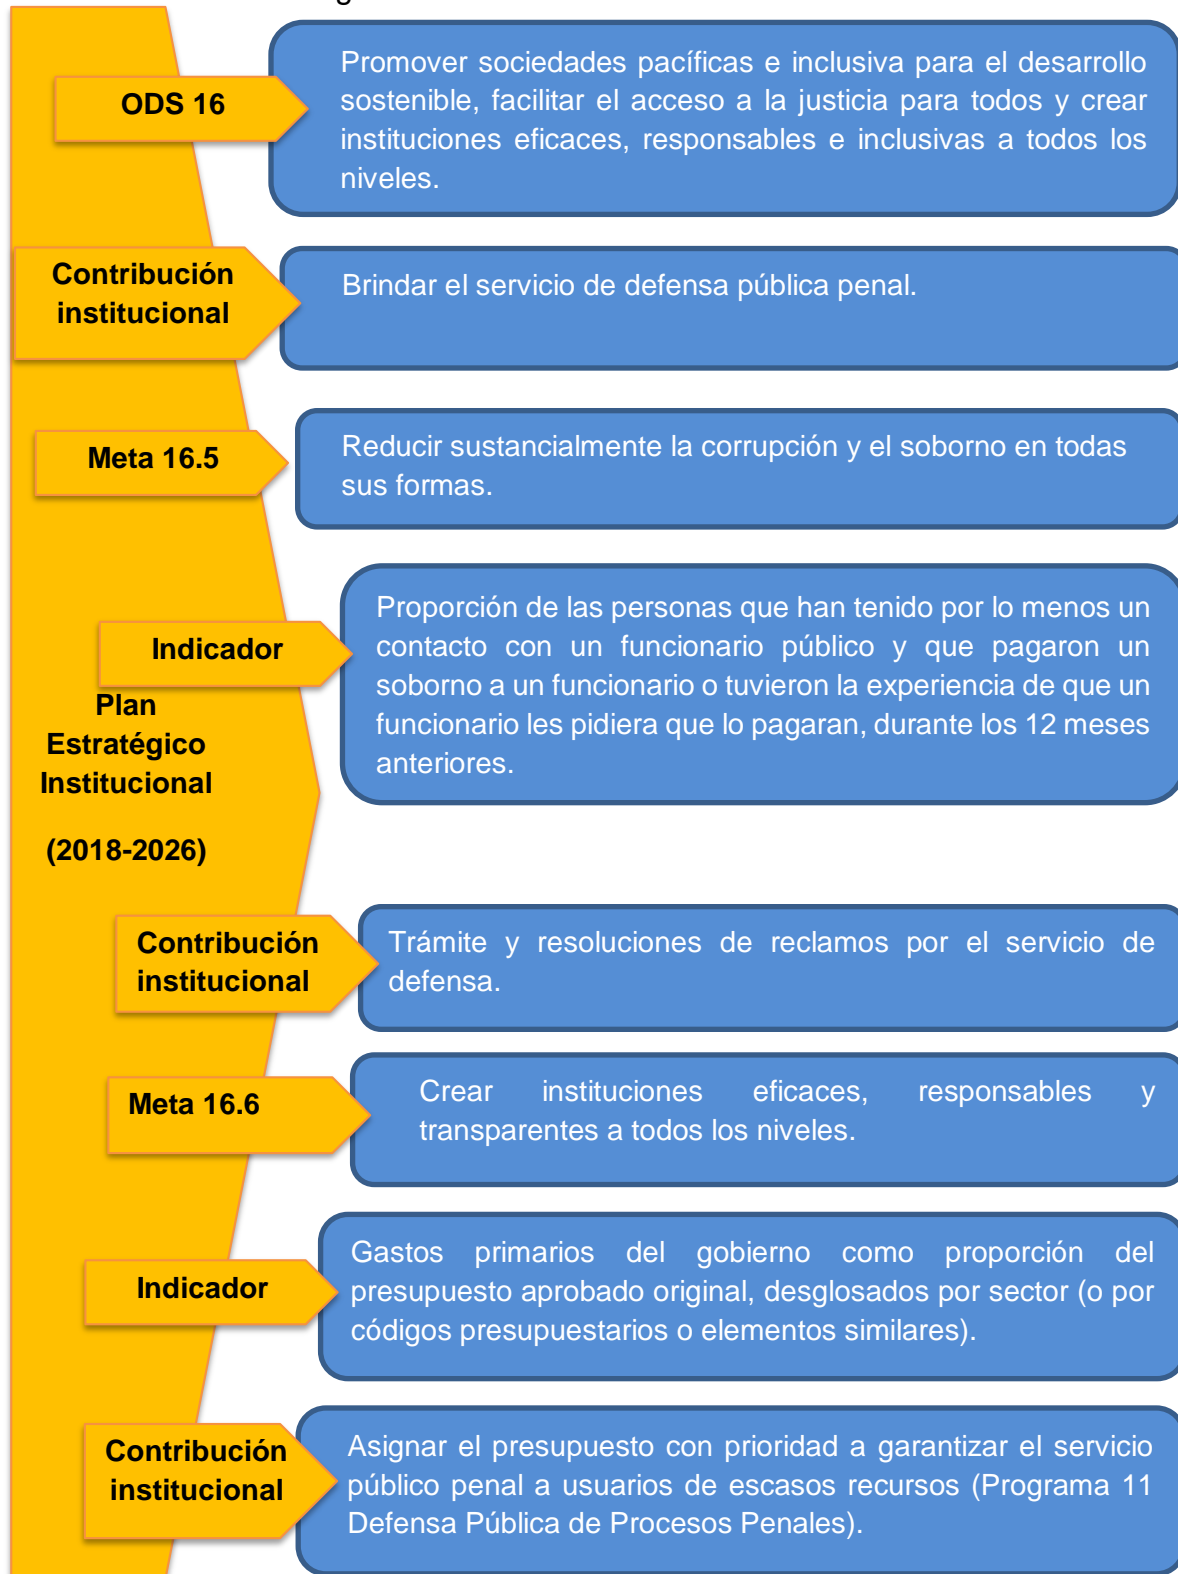 ODS 16
Promover sociedades pacíficas e inclusiva para el desarrollo
sostenible, facilitar el acceso a la justicia para todos y crear
instituciones eficaces, responsables e inclusivas a todos los
niveles.
Contribución
institucional
Brindar el servicio de defensa pública penal.
Meta 16.5
Reducir sustancialmente la corrupción y el soborno en todas
sus formas.
Indicador
Proporción de las personas que han tenido por lo menos un
contacto con un funcionario público y que pagaron un
soborno a un funcionario o tuvieron la experiencia de que un
funcionario les pidiera que lo pagaran, durante los 12 meses
anteriores.
Plan
Estratégico
Institucional
(2018-2026)
Contribución
institucional
Trámite y resoluciones de reclamos por el servicio de
defensa.
Meta 16.6
Crear instituciones eficaces, responsables y
transparentes a todos los niveles.
Indicador
Gastos primarios del gobierno como proporción del
presupuesto aprobado original, desglosados por sector (o por
códigos presupuestarios o elementos similares).
Contribución
institucional
Asignar el presupuesto con prioridad a garantizar el servicio
público penal a usuarios de escasos recursos (Programa 11
Defensa Pública de Procesos Penales).